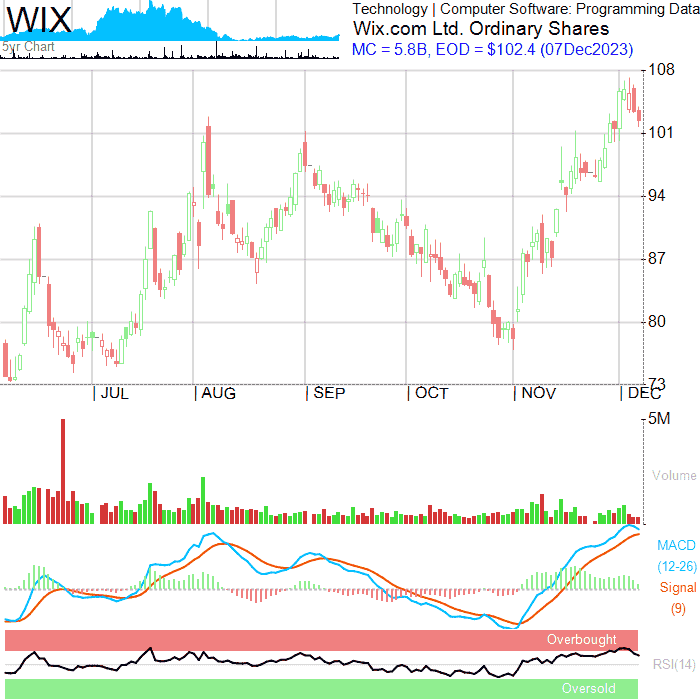 WIX
5yr Chart
Technology | Computer Software: Programming Data
Wix.com Ltd. Ordinary Shares
MC = 5.8B, EOD = $102.4 (07Dec2023)
108
101
94
87
80
73
JUL
AUG
SEP
OCT
NOV
DEC
5M
Volume
MACD
(12-26)
Signal
(9)
Overbought
RSI(14)
Oversold